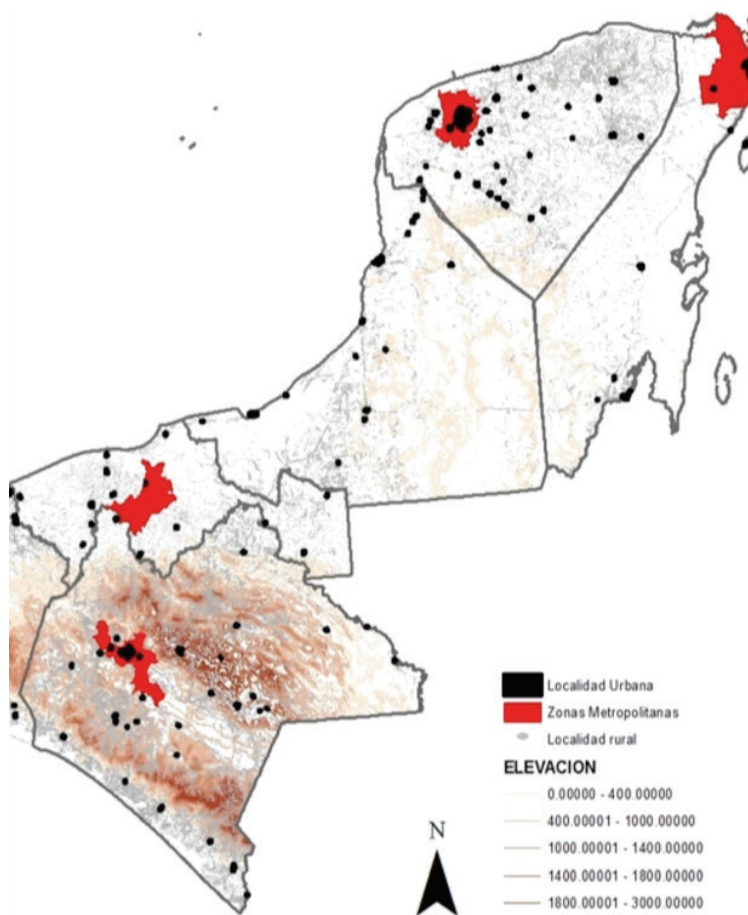 Localidad Urbana
Zonas Metropolitanas
Localidad rural
ELEVACION
0.00000 - 400.00000
400.00001 - 1000.00000
1000.00001 - 1400.00000
1400.00001 - 1800.00000
1800.00001 - 3000.00000
N